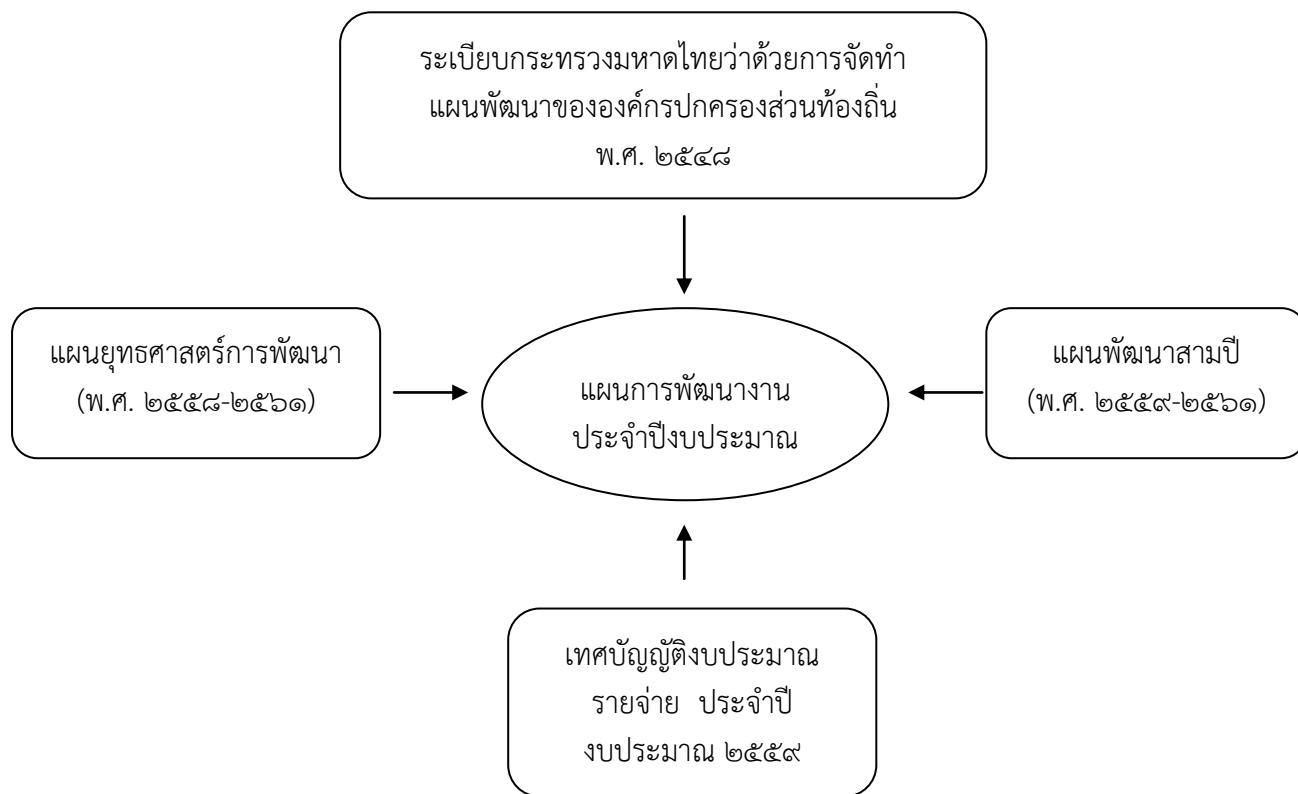 ระเบียบกระทรวงมหาดไทยว่าด้วยการจัดทำ
แผนพัฒนาขององค์กรปกครองส่วนท้องถิ่น
พ.ศ. ๒๕๔๘
แผนยุทธศาสตร์การพัฒนา
(พ.ศ. ๒๕๕๘-๒๕๖๑)
แผนการพัฒนางาน
ประจำปีงบประมาณ
แผนพัฒนาสามปี
(พ.ศ. ๒๕๕๙-๒๕๖๑)
เทศบัญญัติงบประมาณ
รายจ่าย ประจำปี
งบประมาณ ๒๕๕๙